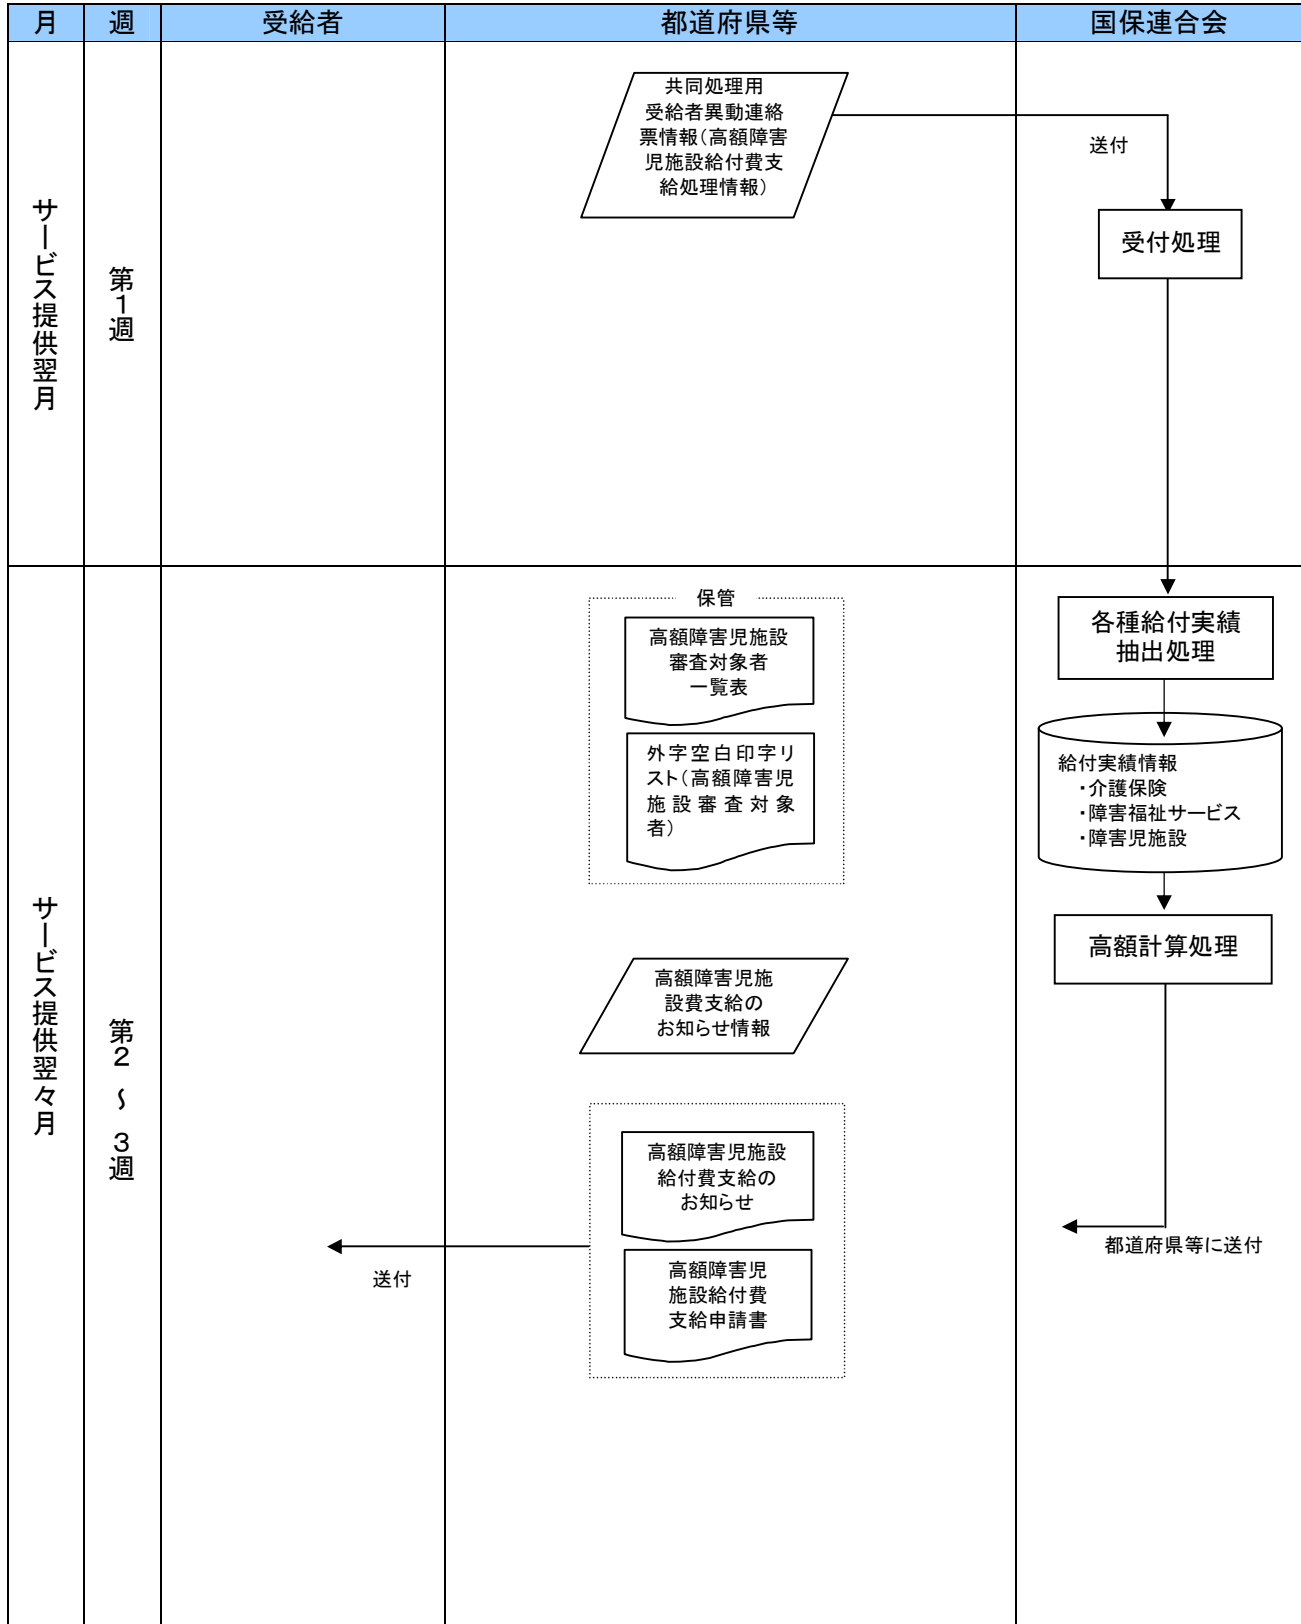 月 週 受給者 都道府県等 国保連合会
サービス提供翌月
第1週
共同処理用
受給者異動連絡
票情報(高額障害
児施設給付費支
給処理情報)
送付
受付処理
サービス提供翌々月
第2~3週
保管
高額障害児施設
審査対象者
一覧表
外字空白印字リ
スト(高額障害児
施設審査対象
者)
高額障害児施
設費支給の
お知らせ情報
高額障害児施設
給付費支給の
お知らせ
高額障害児
施設給付費
支給申請書
送付
各種給付実績
抽出処理
給付実績情報
・介護保険
・障害福祉サービス
・障害児施設
高額計算処理
都道府県等に送付